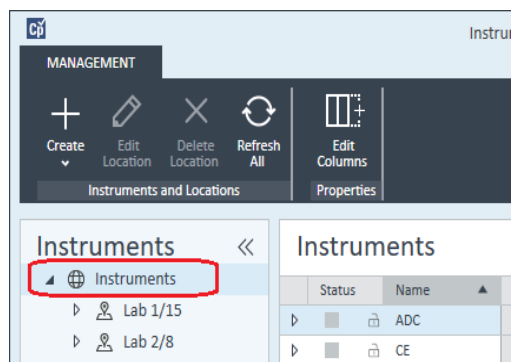 Cp
Instru
MANAGEMENT
Create
Edit Location
Delete Location
Refresh All
Edit Columns
Instruments and Locations
Properties
Instruments
Instruments
Instruments
Status
Name
Lab 1/15
ADC
Lab 2/8
CE